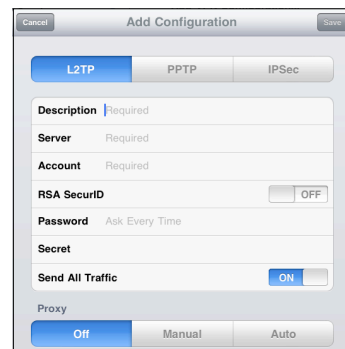 Cancel Add Configuration Save
L2TP PPTP IPSec
Description Required
Server Required
Account Required
RSA SecurID OFF
Password Ask Every Time
Secret
Send All Traffic ON
Proxy
Off Manual Auto